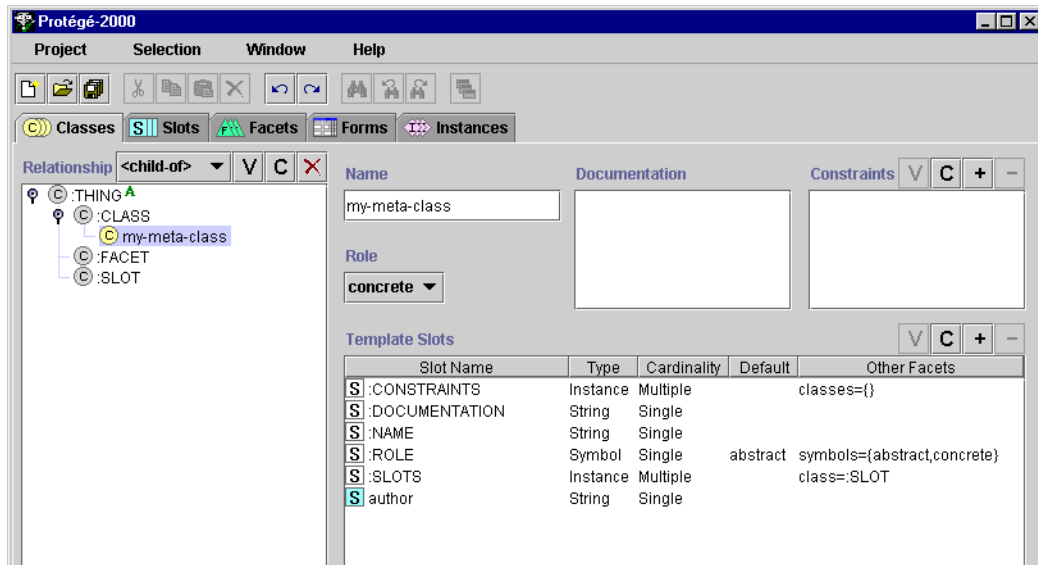 Protégé-2000
Project Selection Window Help
C Classes S Slots F Facets Forms I Instances
Relationship <child-of> V C
C :THING A
C :CLASS
C my-meta-class
C :FACET
C :SLOT
Name Documentation Constraints V C + −
my-meta-class
Role
concrete
Template Slots V C + −
Slot Name Type Cardinality Default Other Facets
S :CONSTRAINTS Instance Multiple classes={}
S :DOCUMENTATION String Single
S :NAME String Single
S :ROLE Symbol Single abstract symbols={abstract,concrete}
S :SLOTS Instance Multiple class=:SLOT
S author String Single